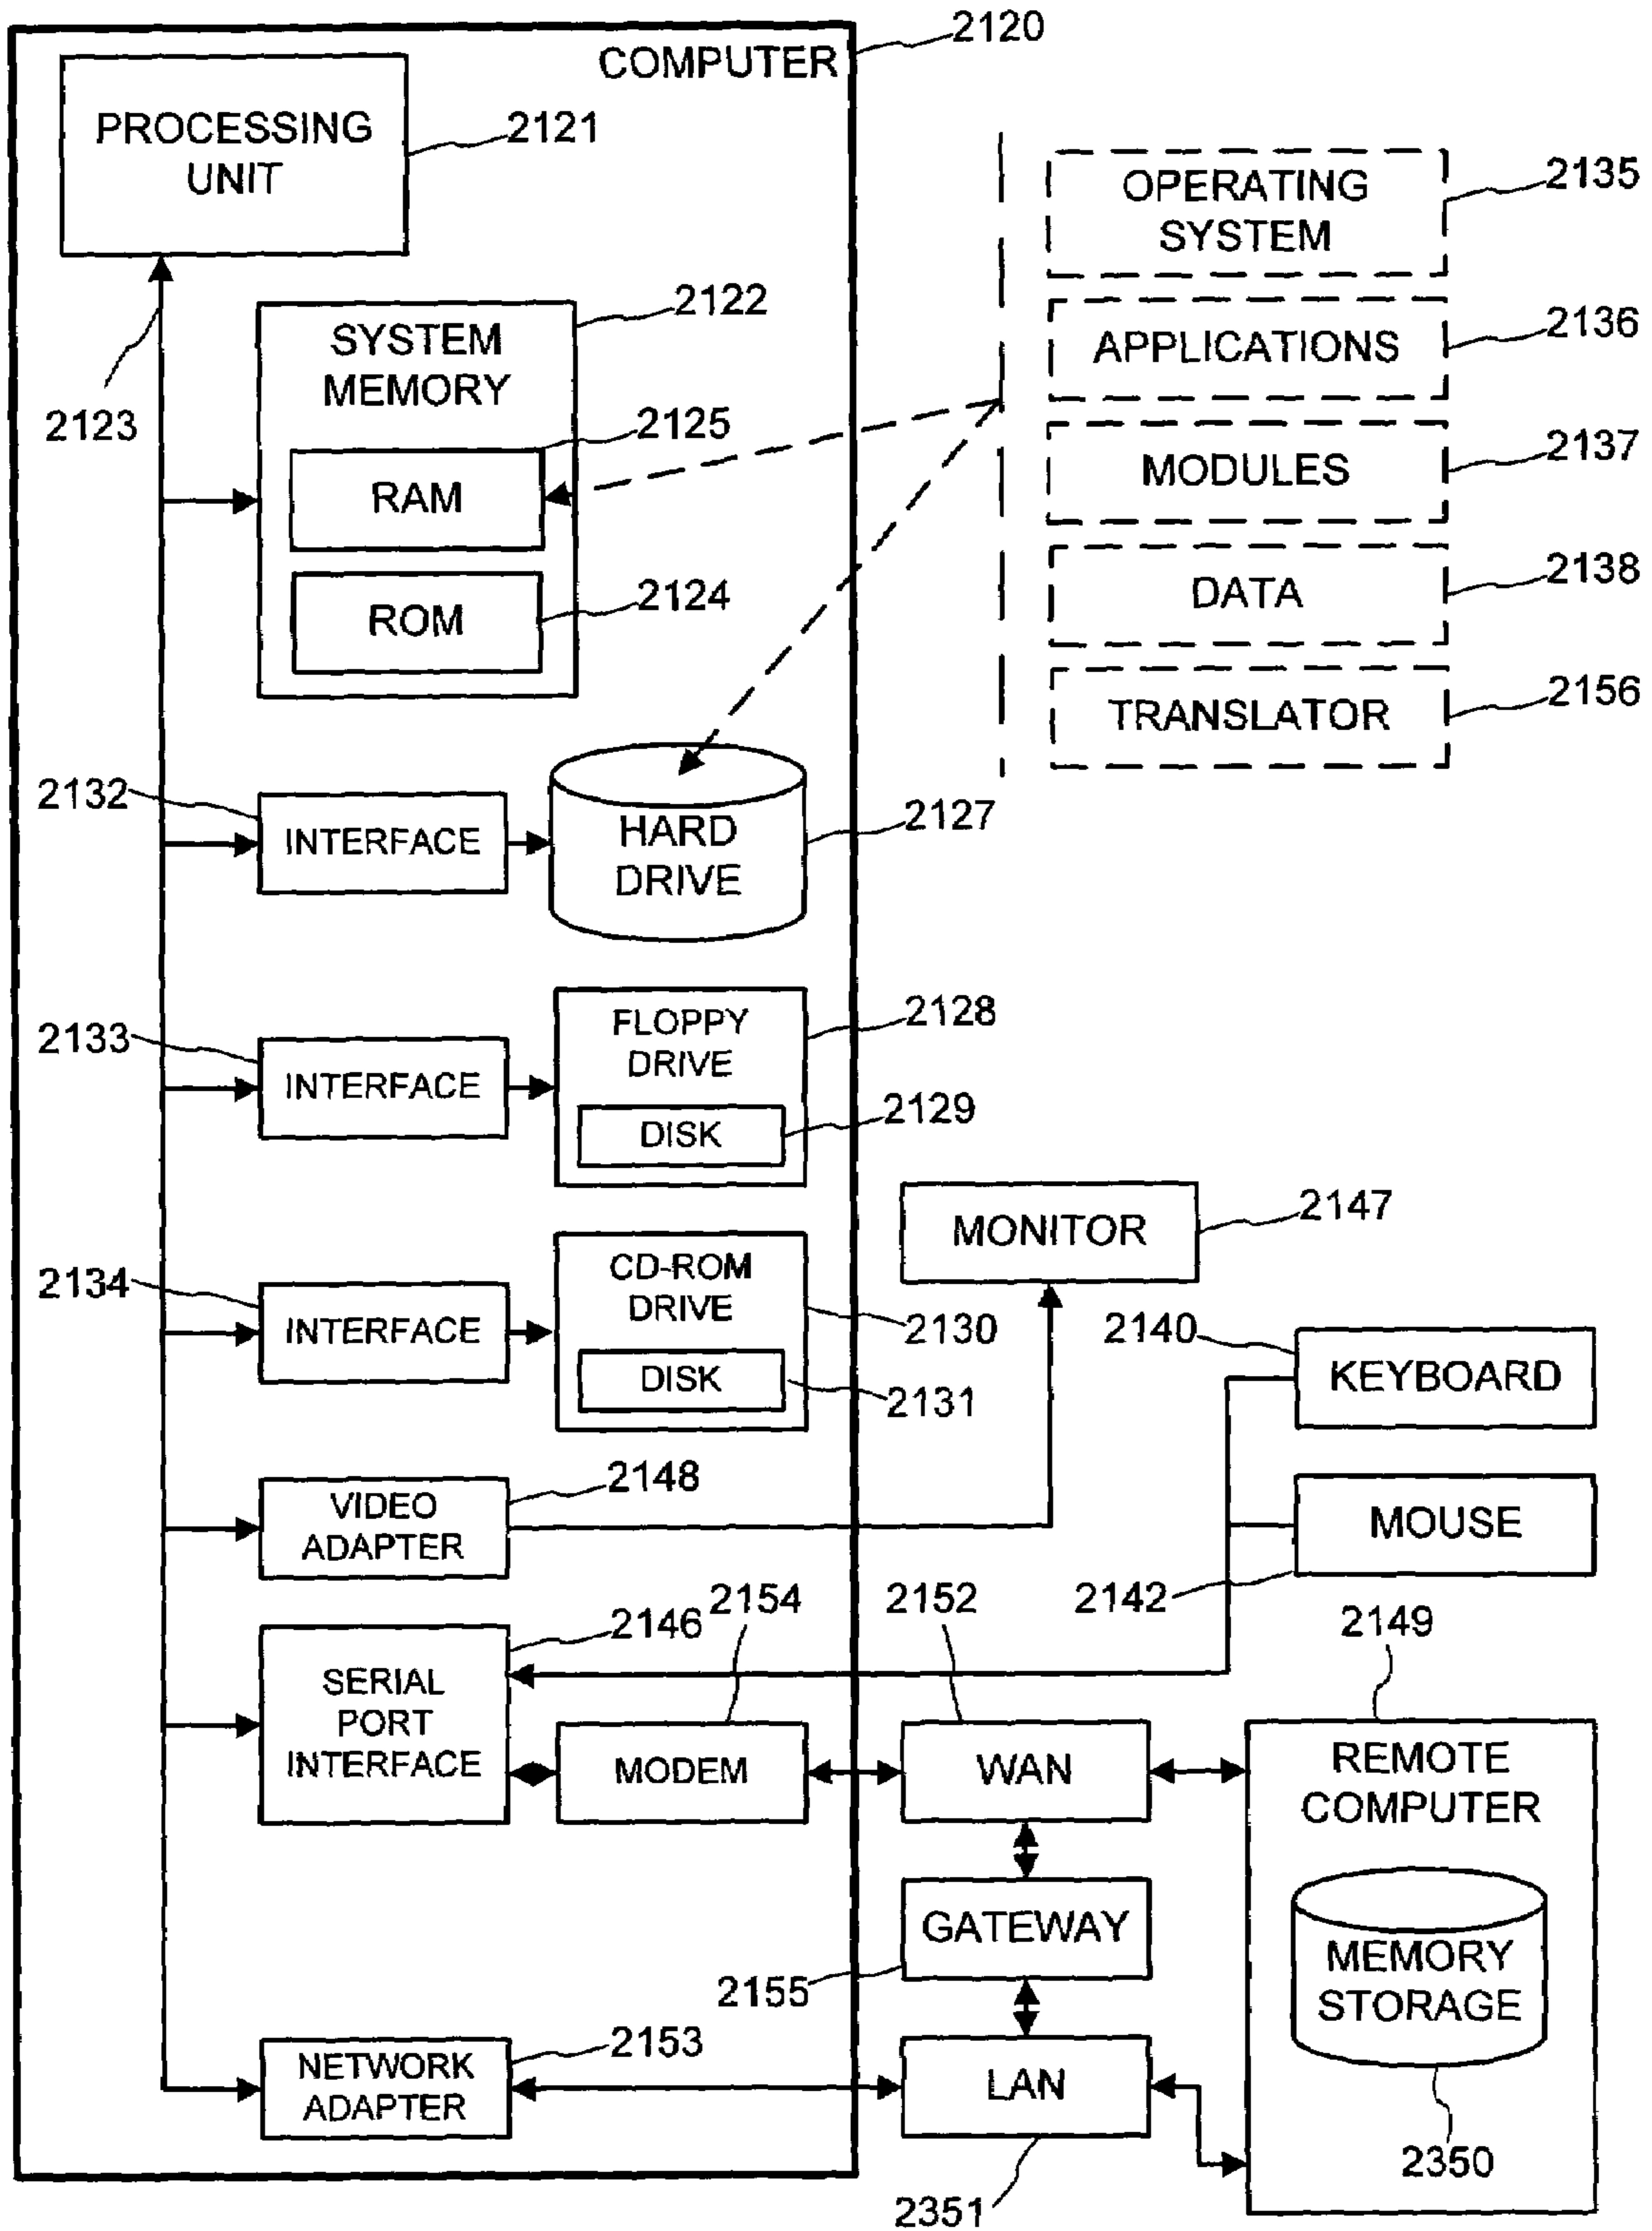 2120
COMPUTER
PROCESSING
UNIT
2121
2135
OPERATING
SYSTEM
2122
SYSTEM
MEMORY
2123
2136
APPLICATIONS
2125
RAM
2137
MODULES
2124
ROM
2138
DATA
2156
TRANSLATOR
2132
INTERFACE
HARD
DRIVE
2127
2133
INTERFACE
FLOPPY
DRIVE
2128
DISK
2129
MONITOR
2147
2134
INTERFACE
CD-ROM
DRIVE
2130
DISK
2131
2140
KEYBOARD
VIDEO
ADAPTER
2148
MOUSE
2142
2146
2154
2152
2149
SERIAL
PORT
INTERFACE
MODEM
WAN
REMOTE
COMPUTER
GATEWAY
2155
MEMORY
STORAGE
2350
NETWORK
ADAPTER
2153
LAN
2351